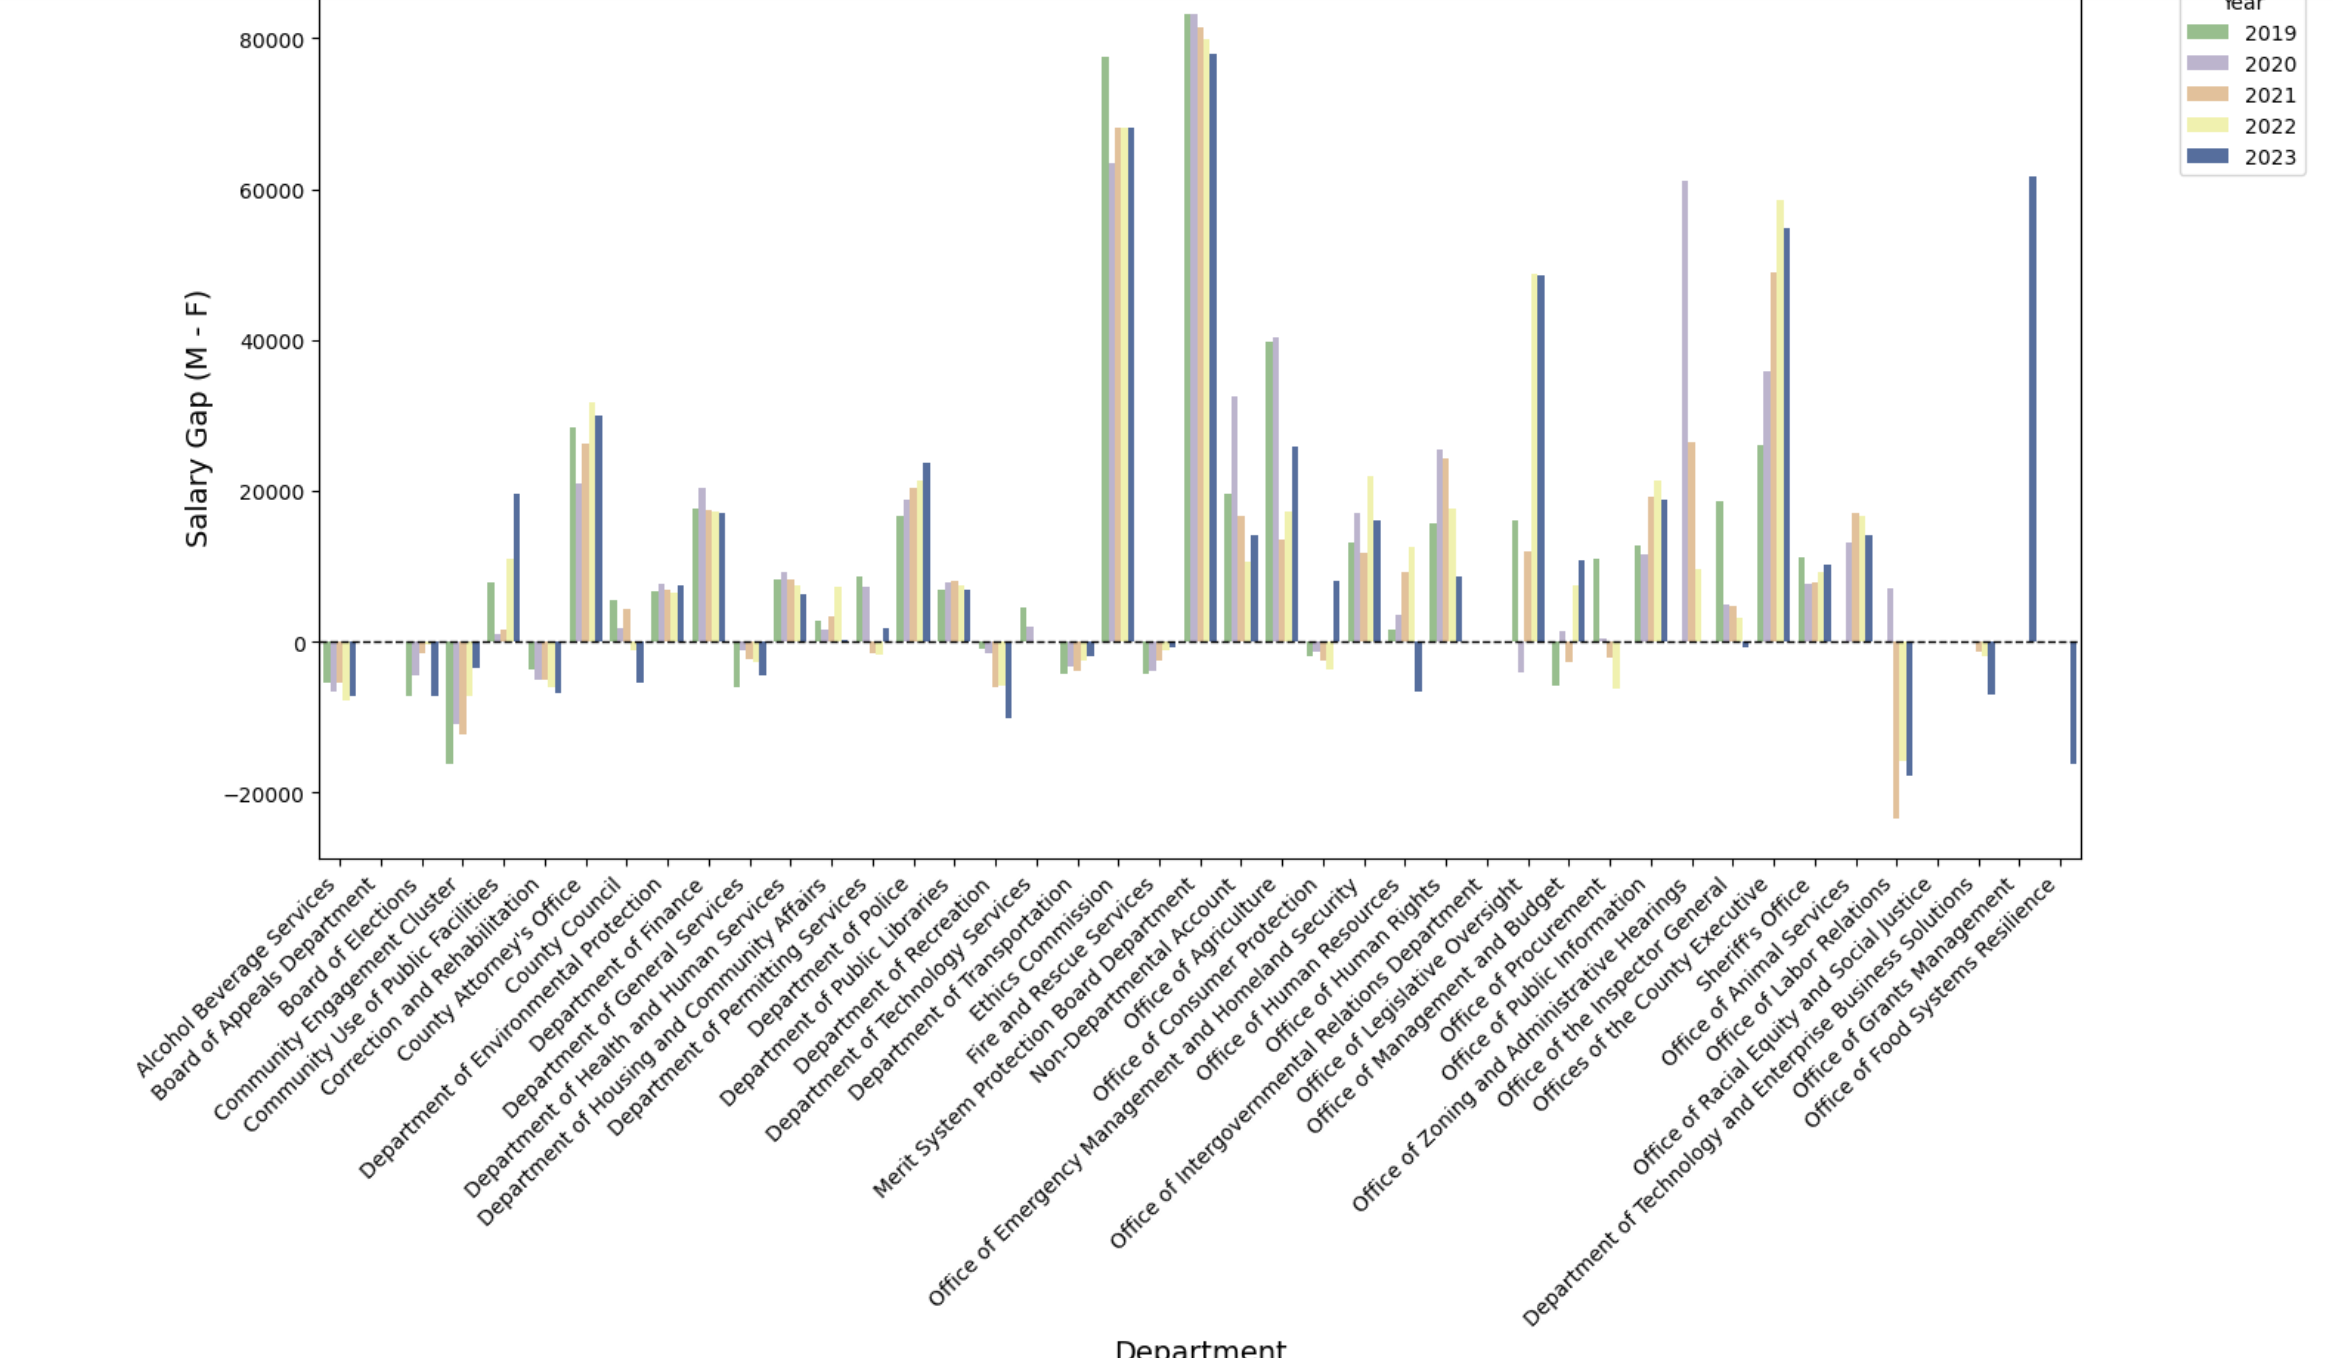 Year
2019
2020
2021
2022
2023
80000
60000
40000
20000
0
−20000
Salary Gap (M - F)
Alcohol Beverage Services
Board of Appeals Department
Board of Elections
Community Engagement Cluster
Community Use of Public Facilities
Correction and Rehabilitation
County Attorney's Office
County Council
Department of Environmental Protection
Department of Finance
Department of General Services
Department of Health and Human Services
Department of Housing and Community Affairs
Department of Permitting Services
Department of Police
Department of Public Libraries
Department of Recreation
Department of Technology Services
Department of Transportation
Ethics Commission
Fire and Rescue Services
Merit System Protection Board Department
Non-Departmental Account
Office of Agriculture
Office of Consumer Protection
Office of Emergency Management and Homeland Security
Office of Human Resources
Office of Human Rights
Office of Intergovernmental Relations Department
Office of Legislative Oversight
Office of Management and Budget
Office of Procurement
Office of Public Information
Office of Zoning and Administrative Hearings
Office of the Inspector General
Offices of the County Executive
Sheriff's Office
Office of Animal Services
Office of Labor Relations
Office of Racial Equity and Social Justice
Department of Technology and Enterprise Business Solutions
Office of Grants Management
Office of Food Systems Resilience
Department